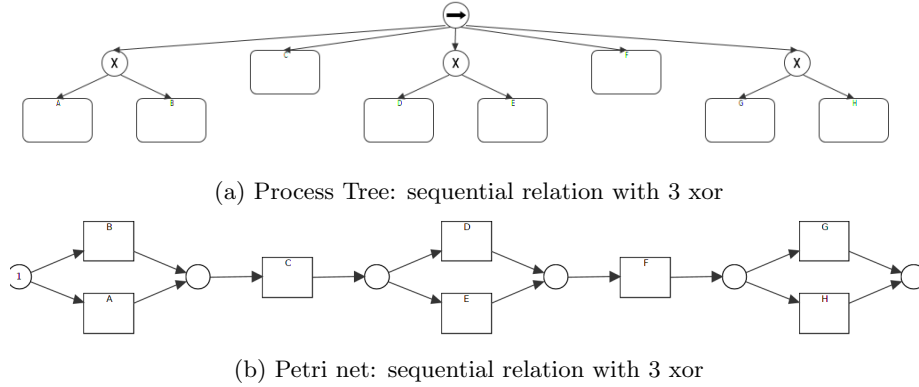 X
C
X
F
X
A
B
D
E
G
H
(a) Process Tree: sequential relation with 3 xor
B
D
G
1
C
F
A
E
H
(b) Petri net: sequential relation with 3 xor